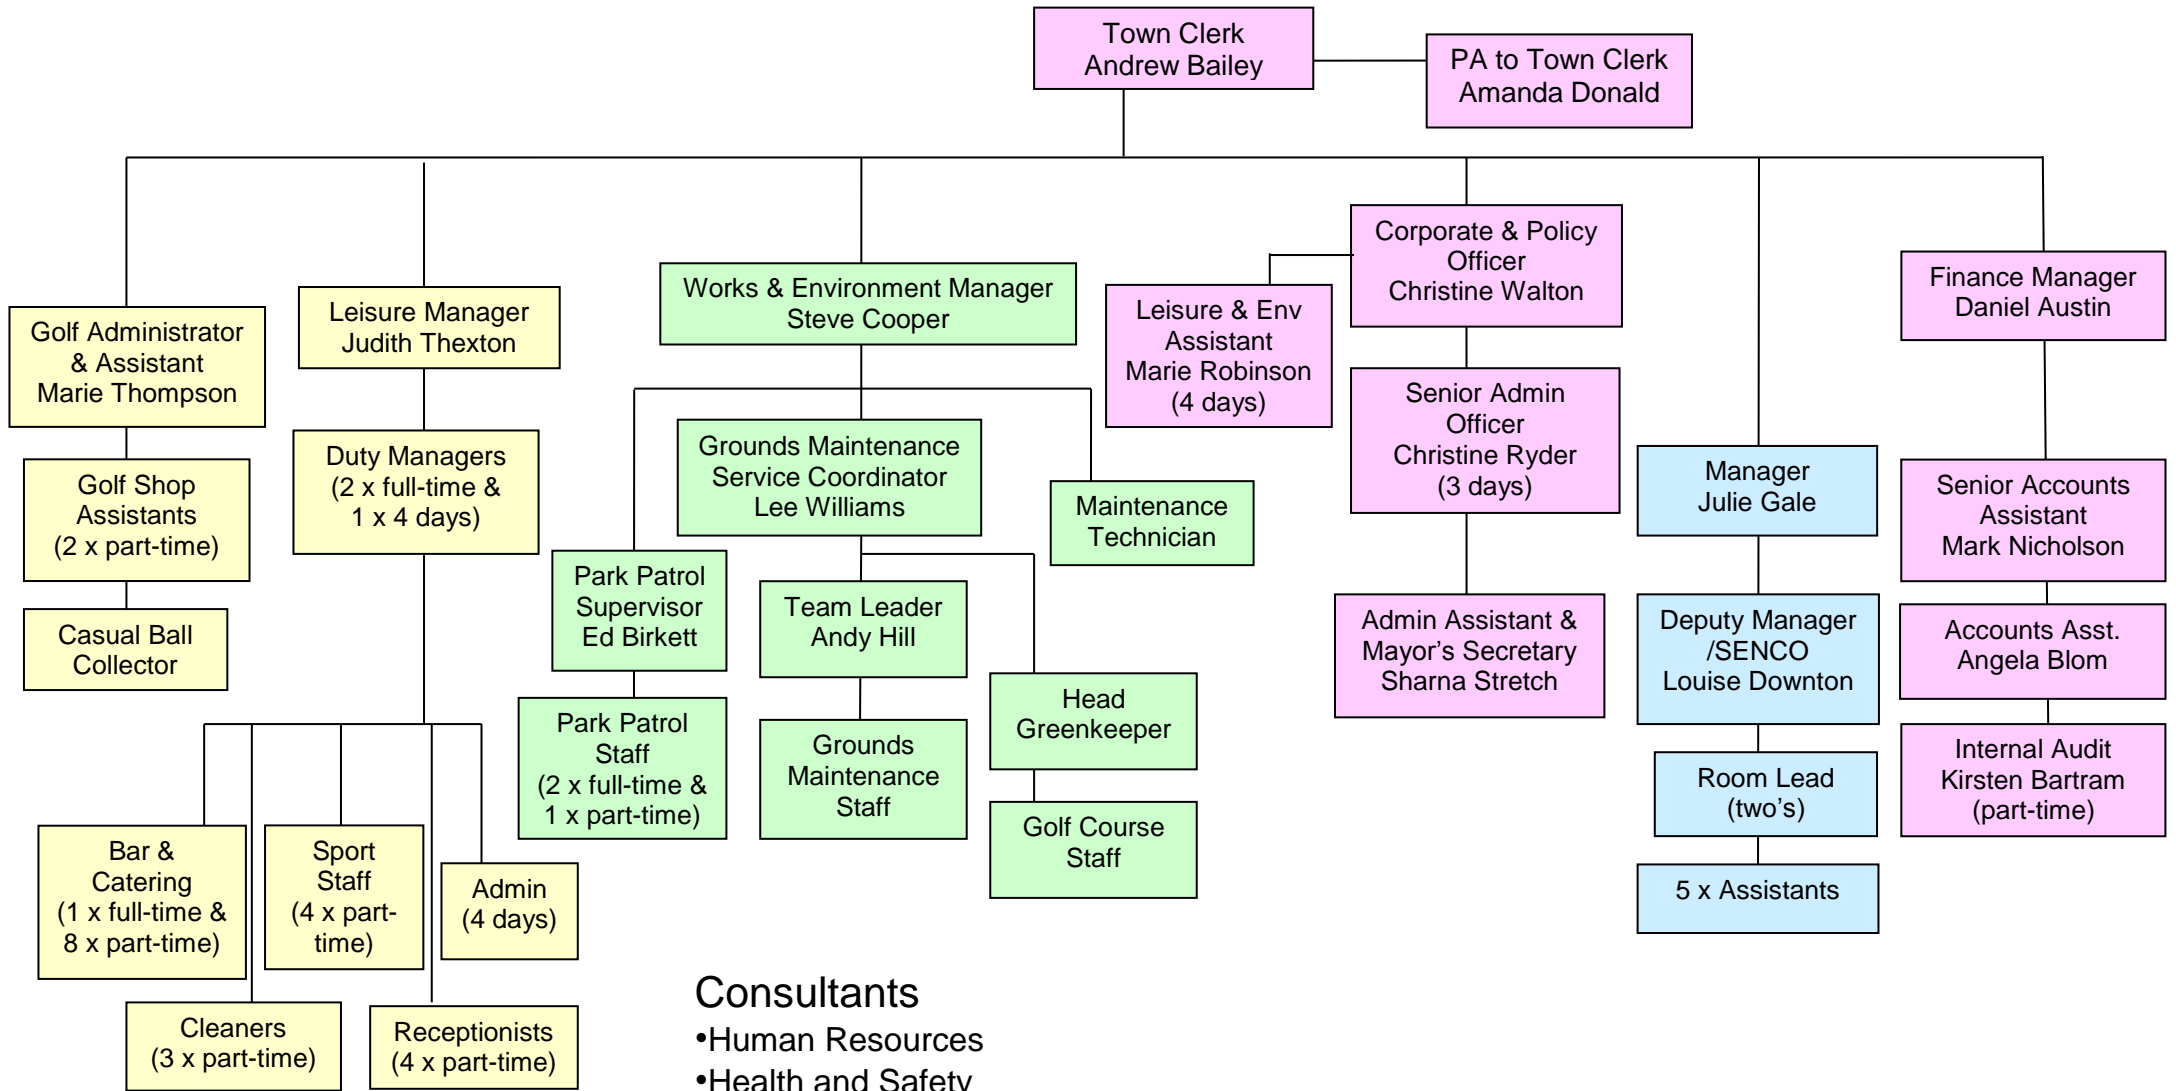 Town Clerk
Andrew Bailey
PA to Town Clerk
Amanda Donald
Golf Administrator
& Assistant
Marie Thompson
Golf Shop
Assistants
(2 x part-time)
Casual Ball
Collector
Leisure Manager
Judith Thexton
Duty Managers
(2 x full-time &
1 x 4 days)
Bar &
Catering
(1 x full-time &
8 x part-time)
Cleaners
(3 x part-time)
Sport
Staff
(4 x part-
time)
Receptionists
(4 x part-time)
Admin
(4 days)
Works & Environment Manager
Steve Cooper
Park Patrol
Supervisor
Ed Birkett
Park Patrol
Staff
(2 x full-time &
1 x part-time)
Grounds Maintenance
Service Coordinator
Lee Williams
Team Leader
Andy Hill
Grounds
Maintenance
Staff
Head
Greenkeeper
Golf Course
Staff
Maintenance
Technician
Corporate & Policy
Officer
Christine Walton
Leisure & Env
Assistant
Marie Robinson
(4 days)
Senior Admin
Officer
Christine Ryder
(3 days)
Admin Assistant &
Mayor’s Secretary
Sharna Stretch
Manager
Julie Gale
Deputy Manager
/SENCO
Louise Downton
Room Lead
(two’s)
5 x Assistants
Finance Manager
Daniel Austin
Senior Accounts
Assistant
Mark Nicholson
Accounts Asst.
Angela Blom
Internal Audit
Kirsten Bartram
(part-time)
Consultants
•Human Resources
•Health and Safety